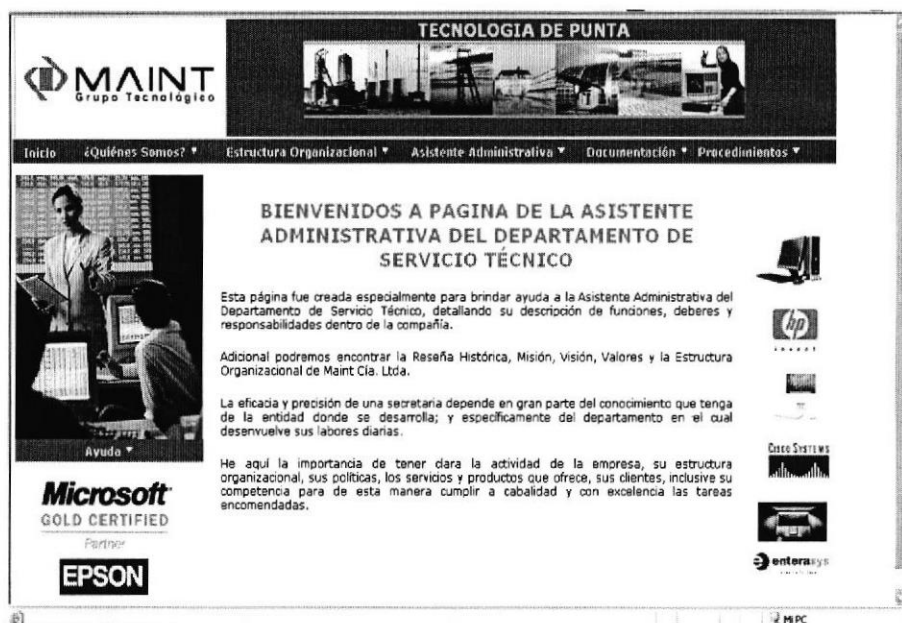 TECNOLOGIA DE PUNTA
MAINT
Grupo Tecnológico
Inicio ¿Quiénes Somos? Estructura Organizacional Asistente Administrativa Documentación Procedimientos
BIENVENIDOS A PAGINA DE LA ASISTENTE
ADMINISTRATIVA DEL DEPARTAMENTO DE
SERVICIO TÉCNICO
Esta página fue creada especialmente para brindar ayuda a la Asistente Administrativa del
Departamento de Servicio Técnico, detallando su descripción de funciones, deberes y
responsabilidades dentro de la compañía.
Adicional podremos encontrar la Reseña Histórica, Misión, Visión, Valores y la Estructura
Organizacional de Maint Cía. Ltda.
La eficacia y precisión de una secretaria depende en gran parte del conocimiento que tenga
de la entidad donde se desarrolla; y específicamente del departamento en el cual
desenvuelve sus labores diarias.
He aquí la importancia de tener clara la actividad de la empresa, su estructura
organizacional, sus políticas, los servicios y productos que ofrece, sus clientes, inclusive su
competencia para de esta manera cumplir a cabalidad y con excelencia las tareas
encomendadas.
Ayuda
Microsoft
GOLD CERTIFIED
Partner
EPSON
hp
invent
CISCO SYSTEMS
enterasys
Mi PC